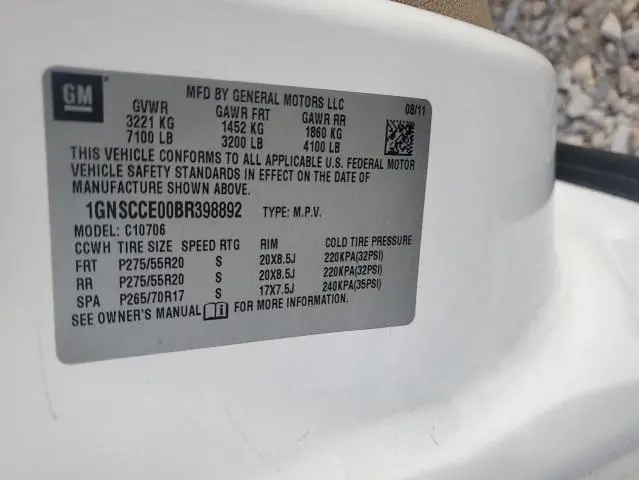 GM
MFD BY GENERAL MOTORS LLC
08/11
GVWR GAWR FRT GAWR RR
3221 KG 1452 KG 1860 KG
7100 LB 3200 LB 4100 LB
THIS VEHICLE CONFORMS TO ALL APPLICABLE U.S. FEDERAL MOTOR
VEHICLE SAFETY STANDARDS IN EFFECT ON THE DATE OF
MANUFACTURE SHOWN ABOVE.
1GNSCCE00BR398892 TYPE: M.P.V.
MODEL: C10706
CCWH TIRE SIZE SPEED RTG RIM COLD TIRE PRESSURE
FRT P275/55R20 S 20X8.5J 220KPA(32PSI)
RR P275/55R20 S 20X8.5J 220KPA(32PSI)
SPA P265/70R17 S 17X7.5J 240KPA(35PSI)
SEE OWNER'S MANUAL FOR MORE INFORMATION.